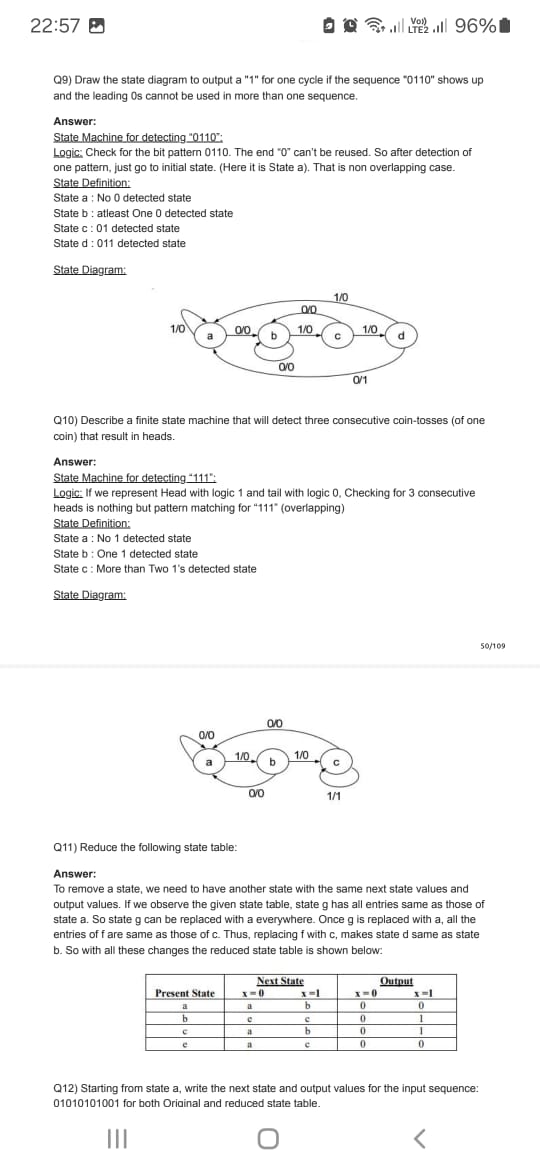 22:57
Vo)) LTE2 96%
Q9) Draw the state diagram to output a "1" for one cycle if the sequence "0110" shows up
and the leading 0s cannot be used in more than one sequence.
Answer:
State Machine for detecting "0110":
Logic: Check for the bit pattern 0110. The end "0" can't be reused. So after detection of
one pattern, just go to initial state. (Here it is State a). That is non overlapping case.
State Definition:
State a : No 0 detected state
State b : atleast One 0 detected state
State c : 01 detected state
State d : 011 detected state
State Diagram:
1/0
0/0
1/0 a 0/0 b 1/0 c 1/0 d
0/0
0/1
Q10) Describe a finite state machine that will detect three consecutive coin-tosses (of one
coin) that result in heads.
Answer:
State Machine for detecting "111":
Logic: If we represent Head with logic 1 and tail with logic 0, Checking for 3 consecutive
heads is nothing but pattern matching for "111" (overlapping)
State Definition:
State a : No 1 detected state
State b : One 1 detected state
State c : More than Two 1's detected state
State Diagram:
50/109
0/0
0/0
a 1/0 b 1/0 c
0/0
1/1
Q11) Reduce the following state table:
Answer:
To remove a state, we need to have another state with the same next state values and
output values. If we observe the given state table, state g has all entries same as those of
state a. So state g can be replaced with a everywhere. Once g is replaced with a, all the
entries of f are same as those of c. Thus, replacing f with c, makes state d same as state
b. So with all these changes the reduced state table is shown below:
Next State Output
Present State x = 0 x =1 x = 0 x =1
a a b 0 0
b c c 0 1
c a b 0 1
e a c 0 0
Q12) Starting from state a, write the next state and output values for the input sequence:
01010101001 for both Original and reduced state table.